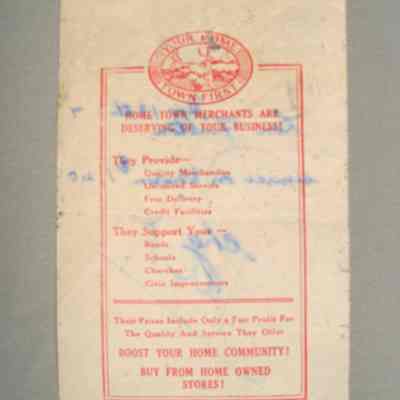 YOUR HOME
TOWN FIRST
HOME TOWN MERCHANTS ARE
DESERVING OF YOUR BUSINESS!
They Provide—
Quality Merchandise
Unlimited Service
Free Delivery
Credit Facilities
They Support Your—
Roads
Schools
Churches
Civic Improvements
Their Prices Include Only a Fair Profit For
The Quality And Service They Offer
BOOST YOUR HOME COMMUNITY!
BUY FROM HOME OWNED
STORES!